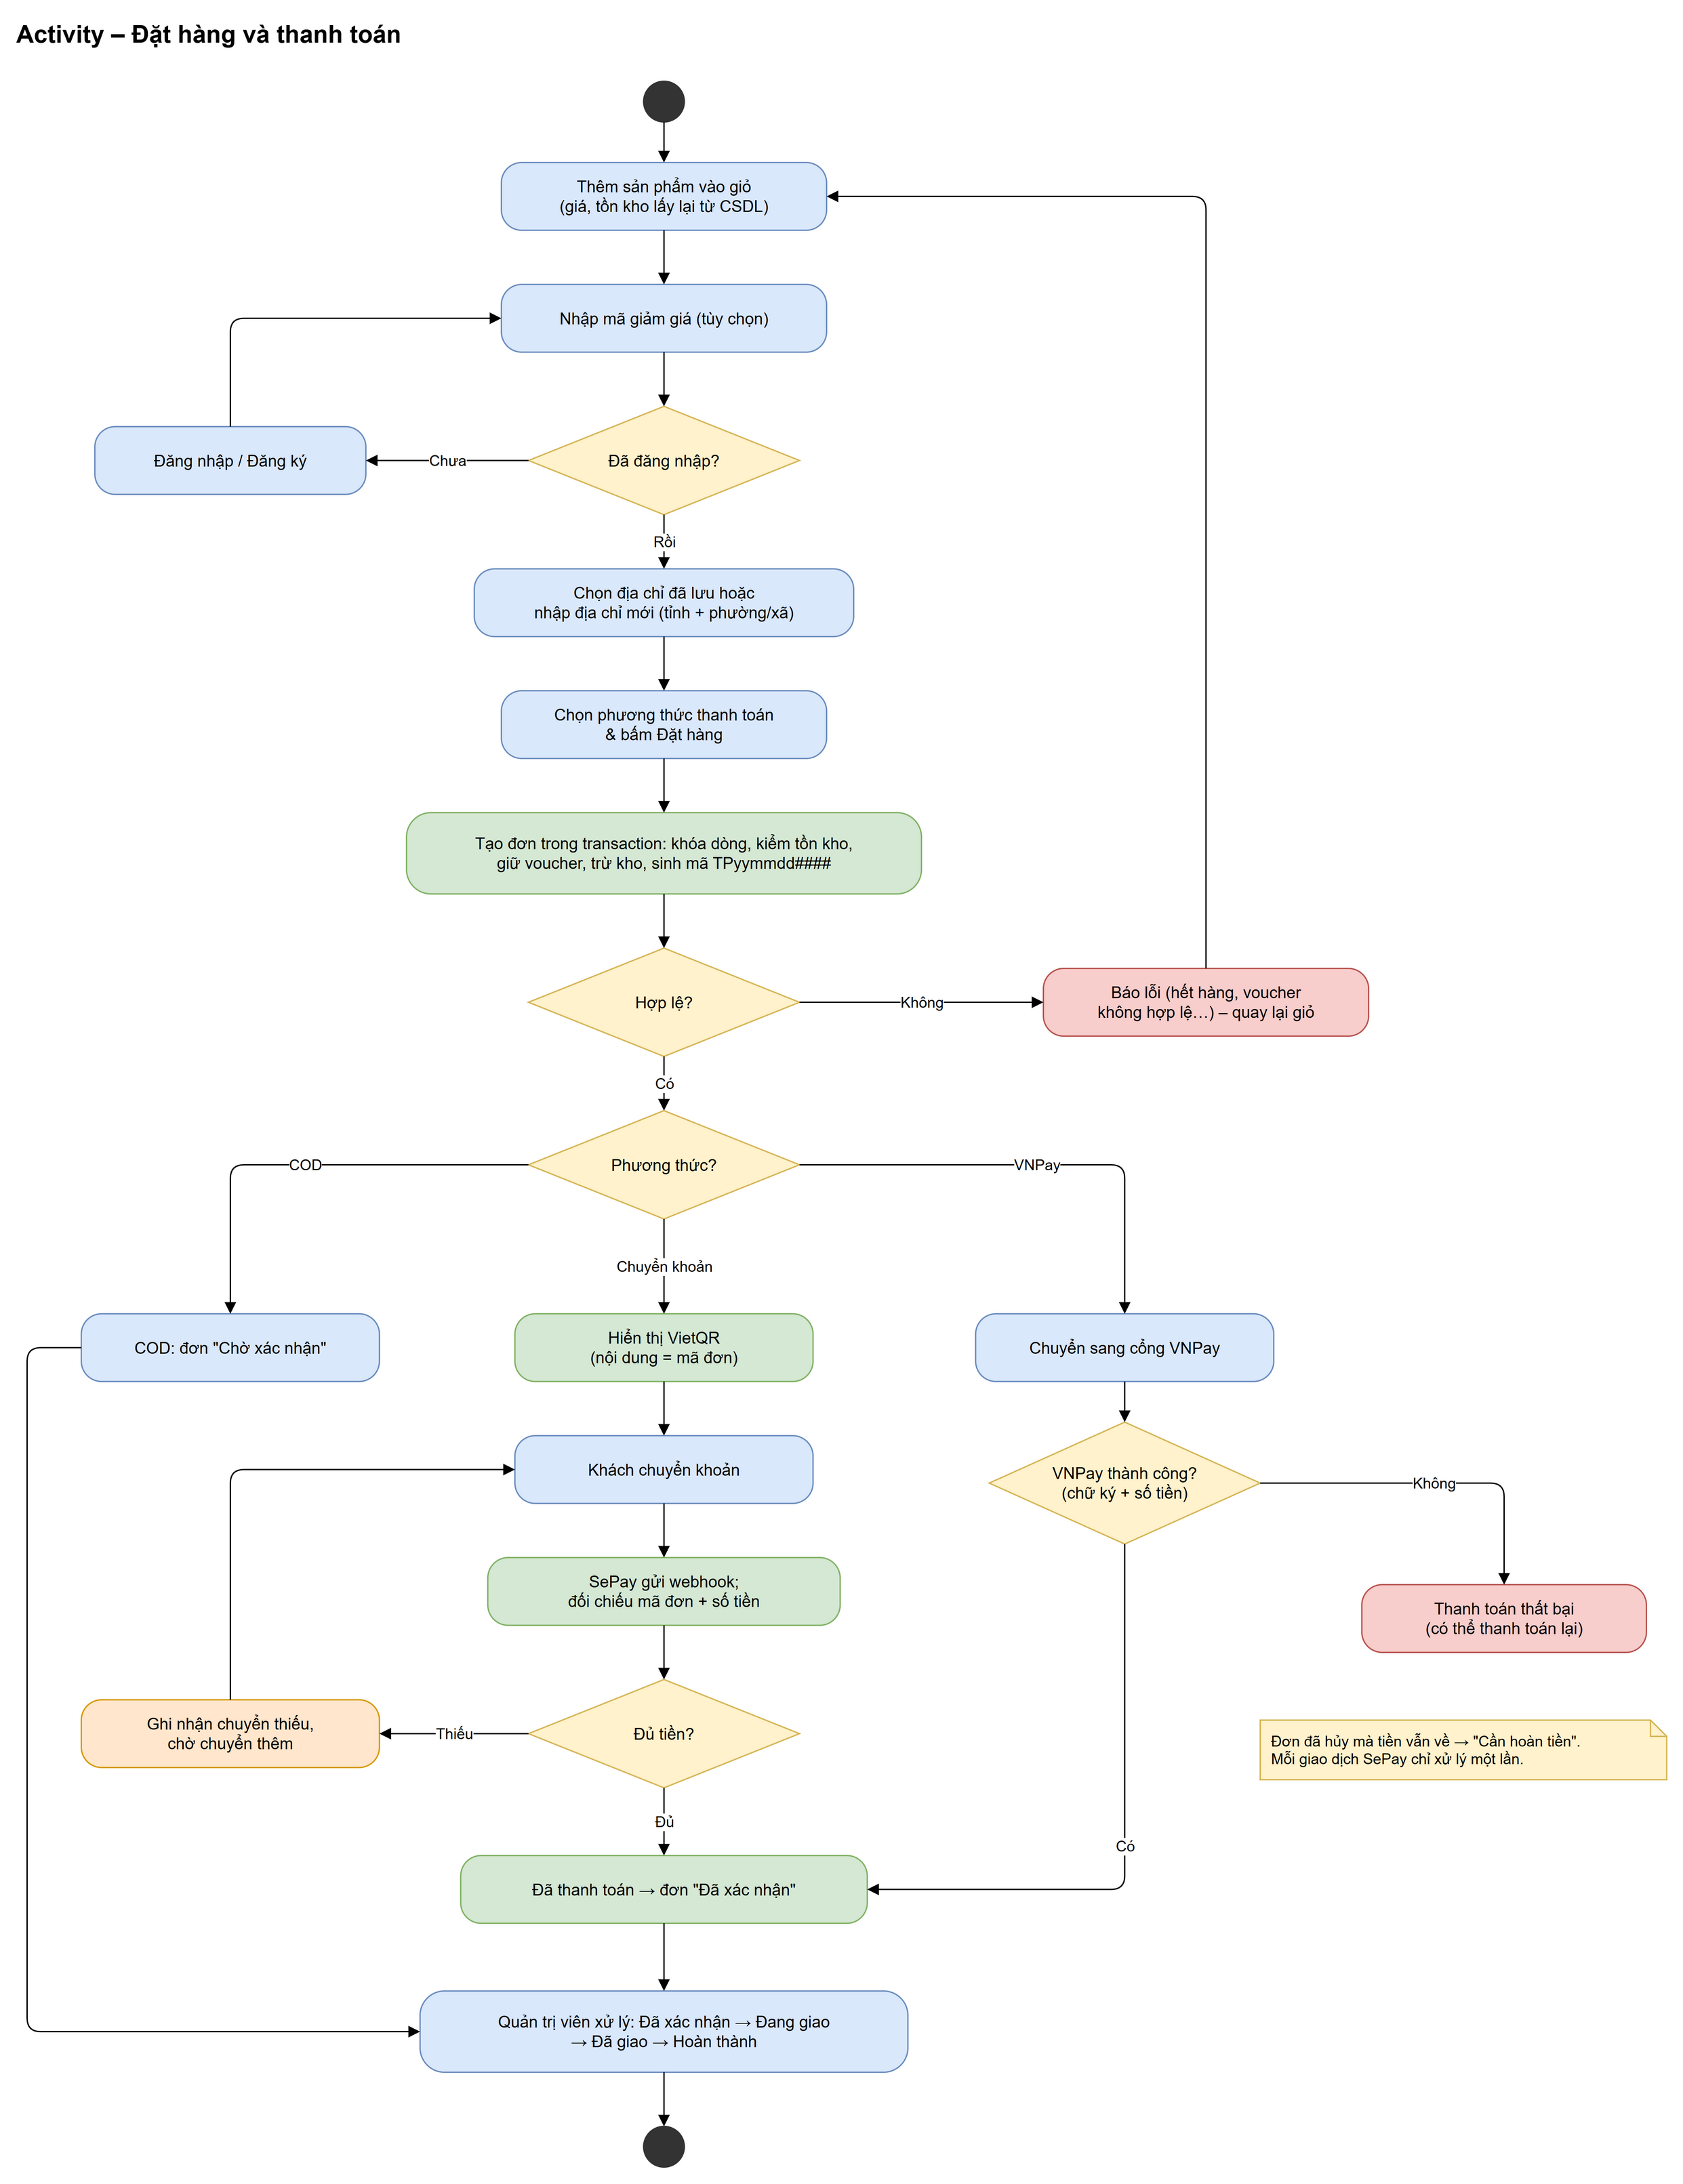 Activity – Đặt hàng và thanh toán
Thêm sản phẩm vào giỏ
(giá, tồn kho lấy lại từ CSDL)
Nhập mã giảm giá (tùy chọn)
Đăng nhập / Đăng ký
Chưa
Đã đăng nhập?
Rồi
Chọn địa chỉ đã lưu hoặc
nhập địa chỉ mới (tỉnh + phường/xã)
Chọn phương thức thanh toán
& bấm Đặt hàng
Tạo đơn trong transaction: khóa dòng, kiểm tồn kho,
giữ voucher, trừ kho, sinh mã TPyymmdd####
Hợp lệ?
Không
Báo lỗi (hết hàng, voucher
không hợp lệ...) – quay lại giỏ
Có
COD
Phương thức?
VNPay
Chuyển khoản
COD: đơn "Chờ xác nhận"
Hiển thị VietQR
(nội dung = mã đơn)
Chuyển sang cổng VNPay
Khách chuyển khoản
VNPay thành công?
(chữ ký + số tiền)
Không
SePay gửi webhook;
đối chiếu mã đơn + số tiền
Thanh toán thất bại
(có thể thanh toán lại)
Ghi nhận chuyển thiếu,
chờ chuyển thêm
Thiếu
Đủ tiền?
Đơn đã hủy mà tiền vẫn về → "Cần hoàn tiền".
Mỗi giao dịch SePay chỉ xử lý một lần.
Đủ
Có
Đã thanh toán → đơn "Đã xác nhận"
Quản trị viên xử lý: Đã xác nhận → Đang giao
→ Đã giao → Hoàn thành